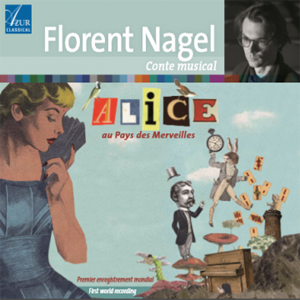 AZUR
CLASSICAL
Florent Nagel
Conte musical
ALiCE
au Pays des Merveilles
Premier enregistrement mondial
First world recording